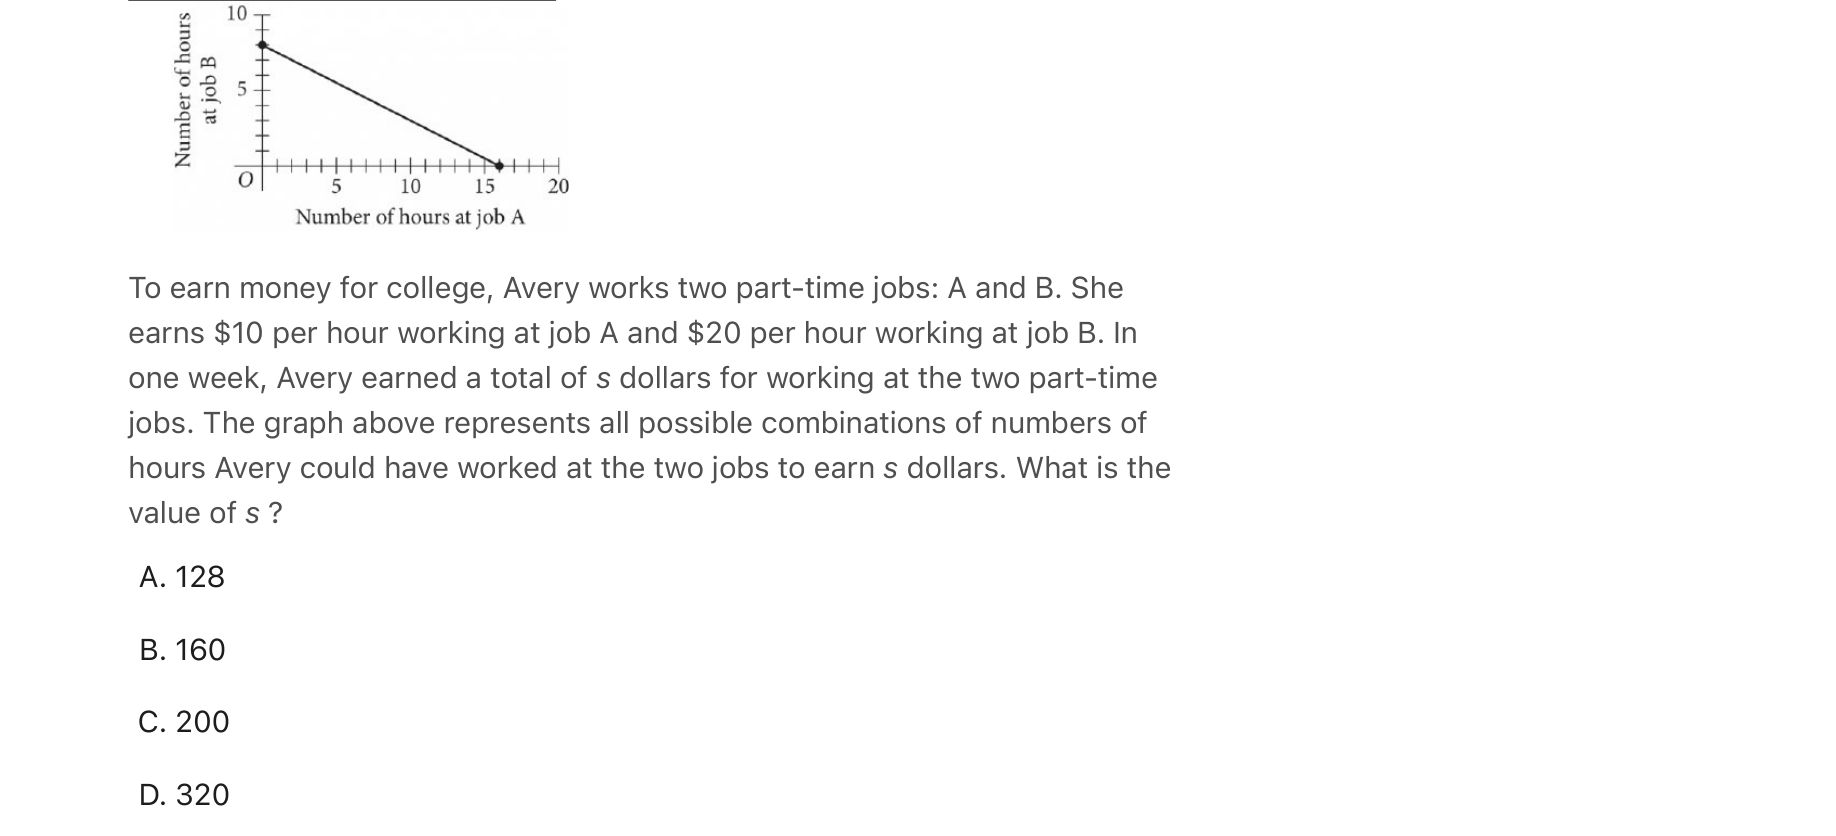 Number of hours
at job B
10
5
O
5 10 15 20
Number of hours at job A
To earn money for college, Avery works two part-time jobs: A and B. She
earns $10 per hour working at job A and $20 per hour working at job B. In
one week, Avery earned a total of s dollars for working at the two part-time
jobs. The graph above represents all possible combinations of numbers of
hours Avery could have worked at the two jobs to earn s dollars. What is the
value of s ?
A. 128
B. 160
C. 200
D. 320